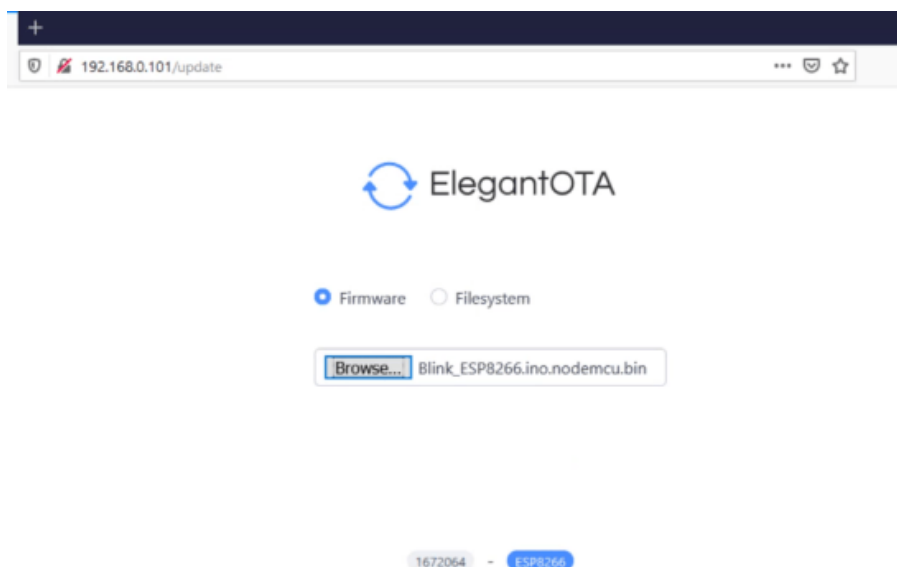 192.168.0.101/update
ElegantOTA
Firmware Filesystem
Browse... Blink_ESP8266.ino.nodemcu.bin
1672064 - ESP8266